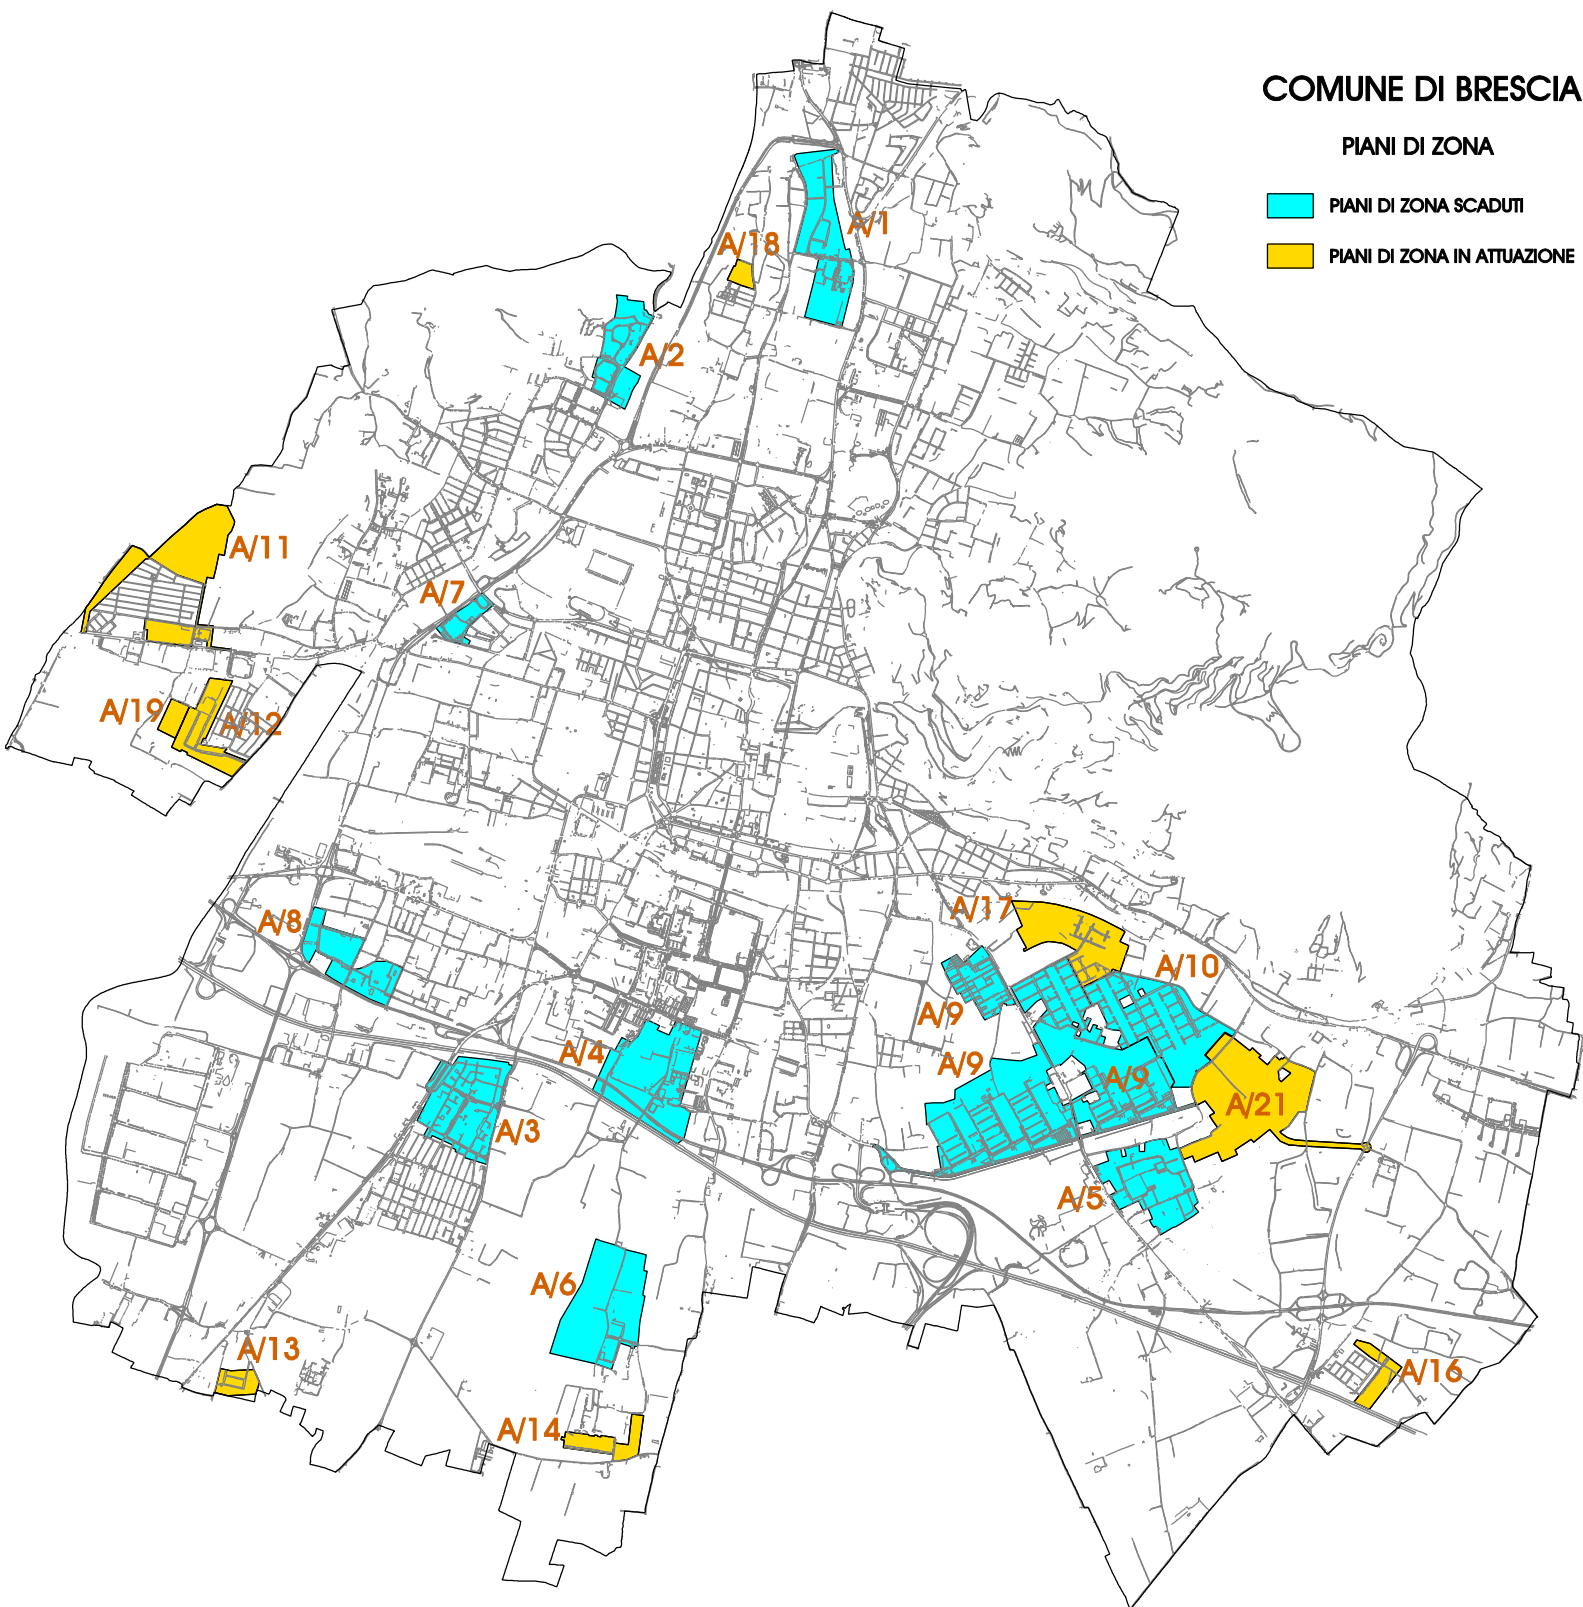 COMUNE DI BRESCIA
PIANI DI ZONA
PIANI DI ZONA SCADUTI
PIANI DI ZONA IN ATTUAZIONE
A/1
A/18
A/2
A/11
A/7
A/19
A/12
A/8
A/17
A/10
A/9
A/4
A/9
A/9
A/21
A/3
A/5
A/6
A/13
A/16
A/14